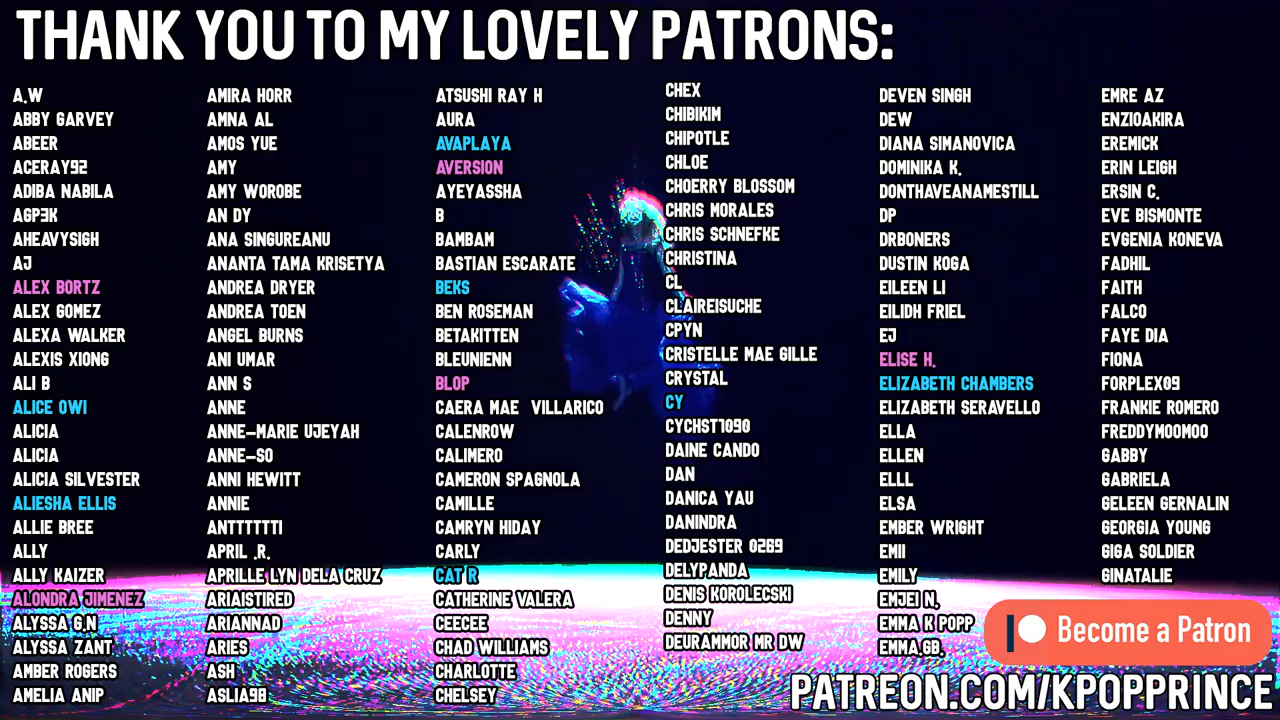 THANK YOU TO MY LOVELY PATRONS:
A.W
ABBY GARVEY
ABEER
ACERAY92
ADIBA NABILA
AGP3K
AHEAVYSIGH
AJ
ALEX BORTZ
ALEX GOMEZ
ALEXA WALKER
ALEXIS XIONG
ALI B
ALICE OWI
ALICIA
ALICIA
ALICIA SILVESTER
ALIESHA ELLIS
ALLIE BREE
ALLY
ALLY KAIZER
ALONDRA JIMENEZ
ALYSSA G.N
ALYSSA ZANT
AMBER ROGERS
AMELIA ANIP
AMIRA HORR
AMNA AL
AMOS YUE
AMY
AMY WOROBE
AN DY
ANA SINGUREANU
ANANTA TAMA KRISETYA
ANDREA DRYER
ANDREA TOEN
ANGEL BURNS
ANI UMAR
ANN S
ANNE
ANNE-MARIE UJEYAH
ANNE-SO
ANNI HEWITT
ANNIE
ANTTTTTTI
APRIL .R.
APRILLE LYN DELA CRUZ
ARIAISTIRED
ARIANNAD
ARIES
ASH
ASLIA98
ATSUSHI RAY H
AURA
AVAPLAYA
AVERSION
AYEYASSHA
B
BAMBAM
BASTIAN ESCARATE
BEKS
BEN ROSEMAN
BETAKITTEN
BLEUNIENN
BLOP
CAERA MAE  VILLARICO
CALENROW
CALIMERO
CAMERON SPAGNOLA
CAMILLE
CAMRYN HIDAY
CARLY
CAT R
CATHERINE VALERA
CEECEE
CHAD WILLIAMS
CHARLOTTE
CHELSEY
CHEX
CHIBIKIM
CHIPOTLE
CHLOE
CHOERRY BLOSSOM
CHRIS MORALES
CHRIS SCHNEFKE
CHRISTINA
CL
CLAIREISUCHE
CPYN
CRISTELLE MAE GILLE
CRYSTAL
CY
CYCHST1090
DAINE CANDO
DAN
DANICA YAU
DANINDRA
DEDJESTER 0269
DELYPANDA
DENIS KOROLECSKI
DENNY
DEURAMMOR MR DW
DEVEN SINGH
DEW
DIANA SIMANOVICA
DOMINIKA K.
DONTHAVEANAMESTILL
DP
DRBONERS
DUSTIN KOGA
EILEEN LI
EILIDH FRIEL
EJ
ELISE H.
ELIZABETH CHAMBERS
ELIZABETH SERAVELLO
ELLA
ELLEN
ELLL
ELSA
EMBER WRIGHT
EMII
EMILY
EMJEI N.
EMMA K POPP
EMMA.GB.
EMRE AZ
ENZIOAKIRA
EREMICK
ERIN LEIGH
ERSIN C.
EVE BISMONTE
EVGENIA KONEVA
FADHIL
FAITH
FALCO
FAYE DIA
FIONA
FORPLEX09
FRANKIE ROMERO
FREDDYMOOMOO
GABBY
GABRIELA
GELEEN GERNALIN
GEORGIA YOUNG
GIGA SOLDIER
GINATALIE
Become a Patron
PATREON.COM/KPOPPRINCE